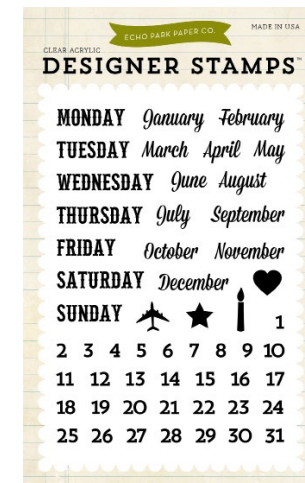 ECHO PARK PAPER CO.
MADE IN USA
CLEAR ACRYLIC
DESIGNER STAMPS™
MONDAY January February
TUESDAY March April May
WEDNESDAY June August
THURSDAY July September
FRIDAY October November
SATURDAY December
SUNDAY 1
2 3 4 5 6 7 8 9 10
11 12 13 14 15 16 17
18 19 20 21 22 23 24
25 26 27 28 29 30 31